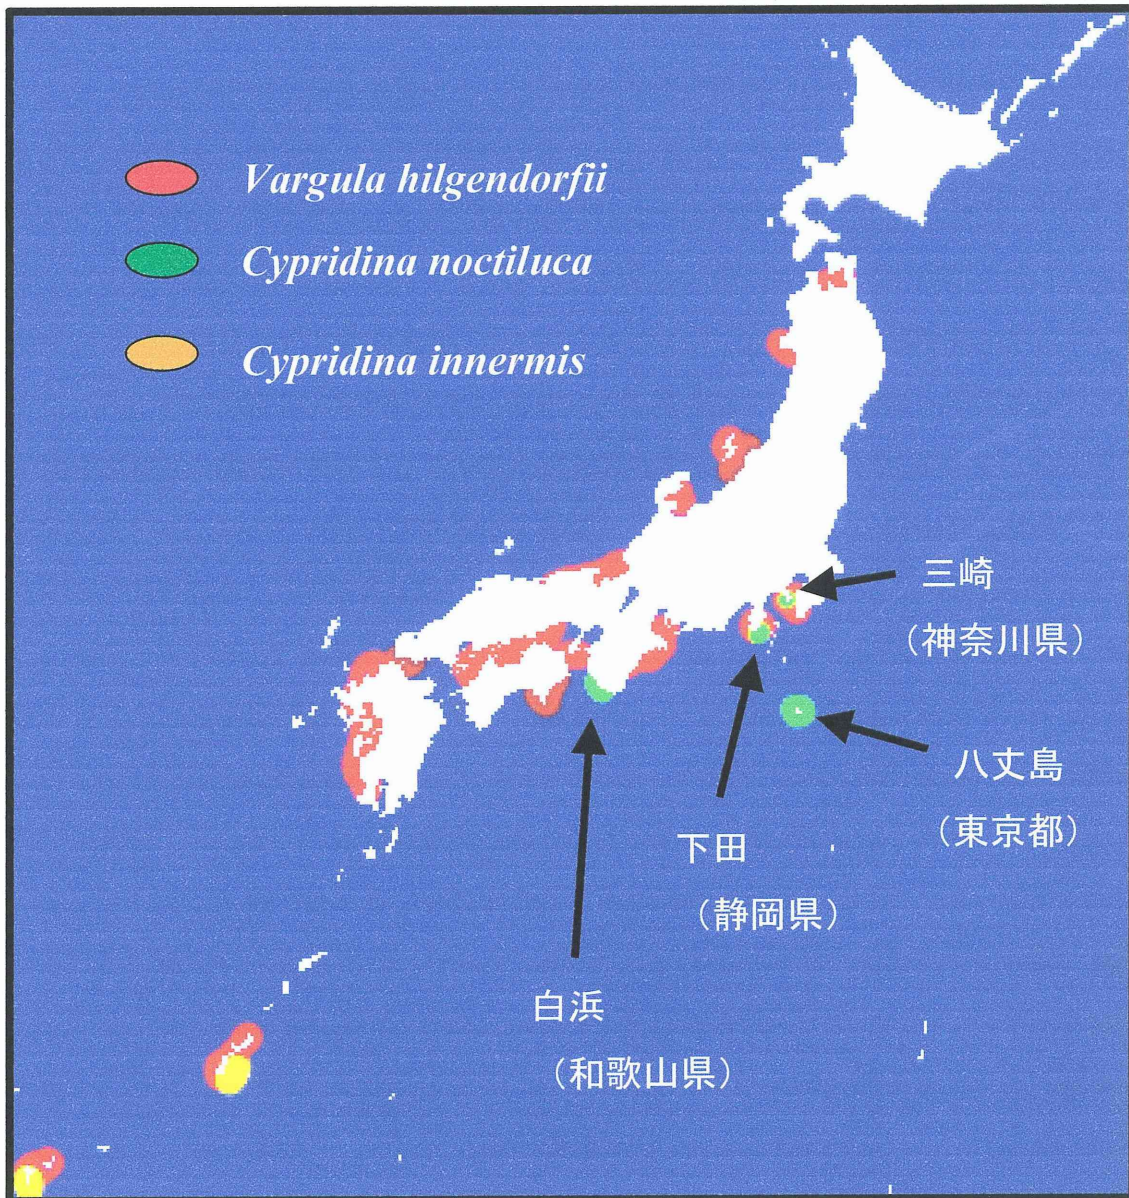 Vargula hilgendorfii
Cypridina noctiluca
Cypridina innermis
三崎
（神奈川県）
八丈島
（東京都）
下田
（静岡県）
白浜
（和歌山県）